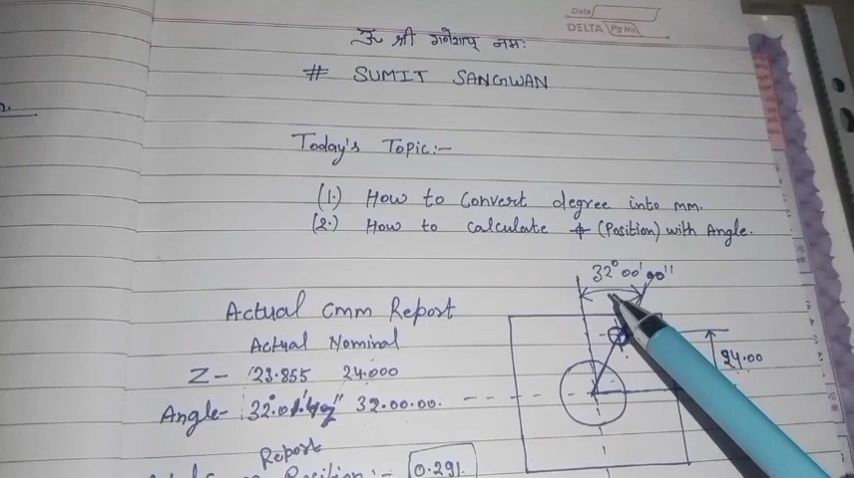 Date
DELTA Pg No
ॐ श्री गणेशाय् नमः
# SUMIT SANGWAN
Today's Topic:-
(1.) How to Convert degree into mm.
(2.) How to calculate ⌖ (Position) with Angle.
32°00'00"
Actual Cmm Report
Actual Nominal
Z- 23.855 24.000
24.00
Angle- 32.00.00.
Report
Position:- 0.291